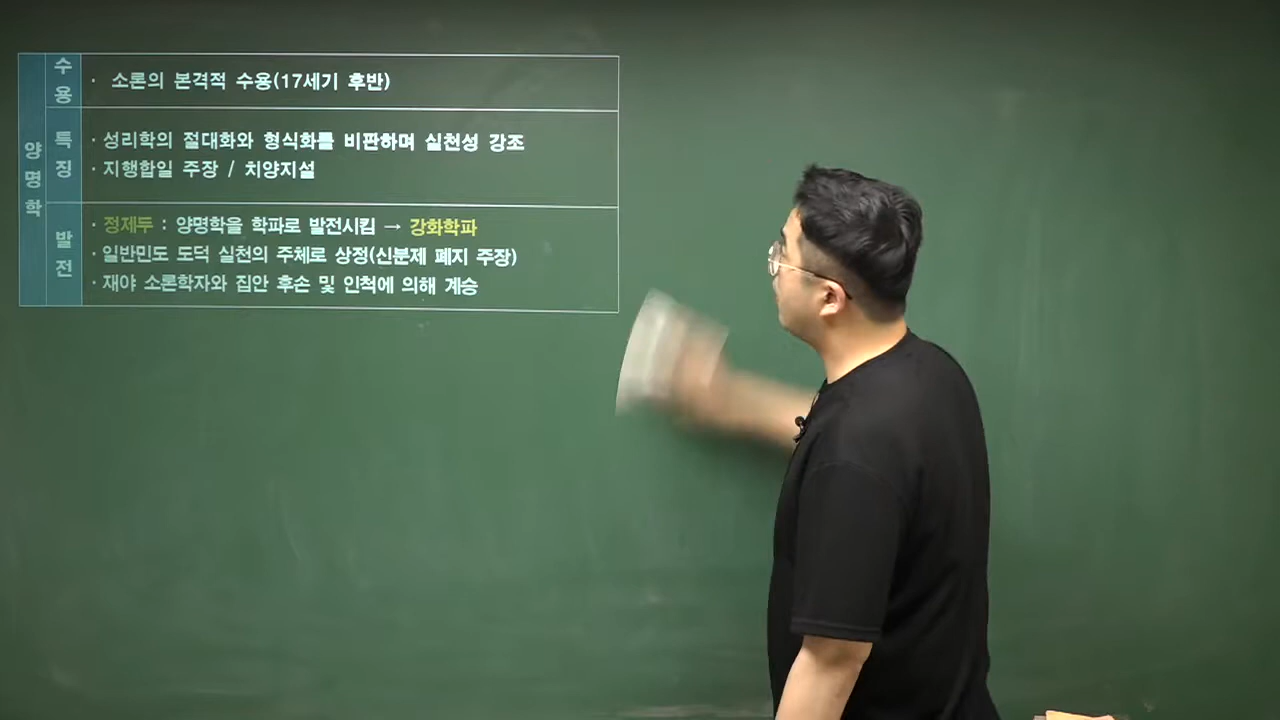 양명학
수용
· 소론의 본격적 수용(17세기 후반)
특징
· 성리학의 절대화와 형식화를 비판하며 실천성 강조
· 지행합일 주장 / 치양지설
발전
· 정제두 : 양명학을 학파로 발전시킴 → 강화학파
· 일반민도 도덕 실천의 주체로 상정(신분제 폐지 주장)
· 재야 소론학자와 집안 후손 및 인척에 의해 계승